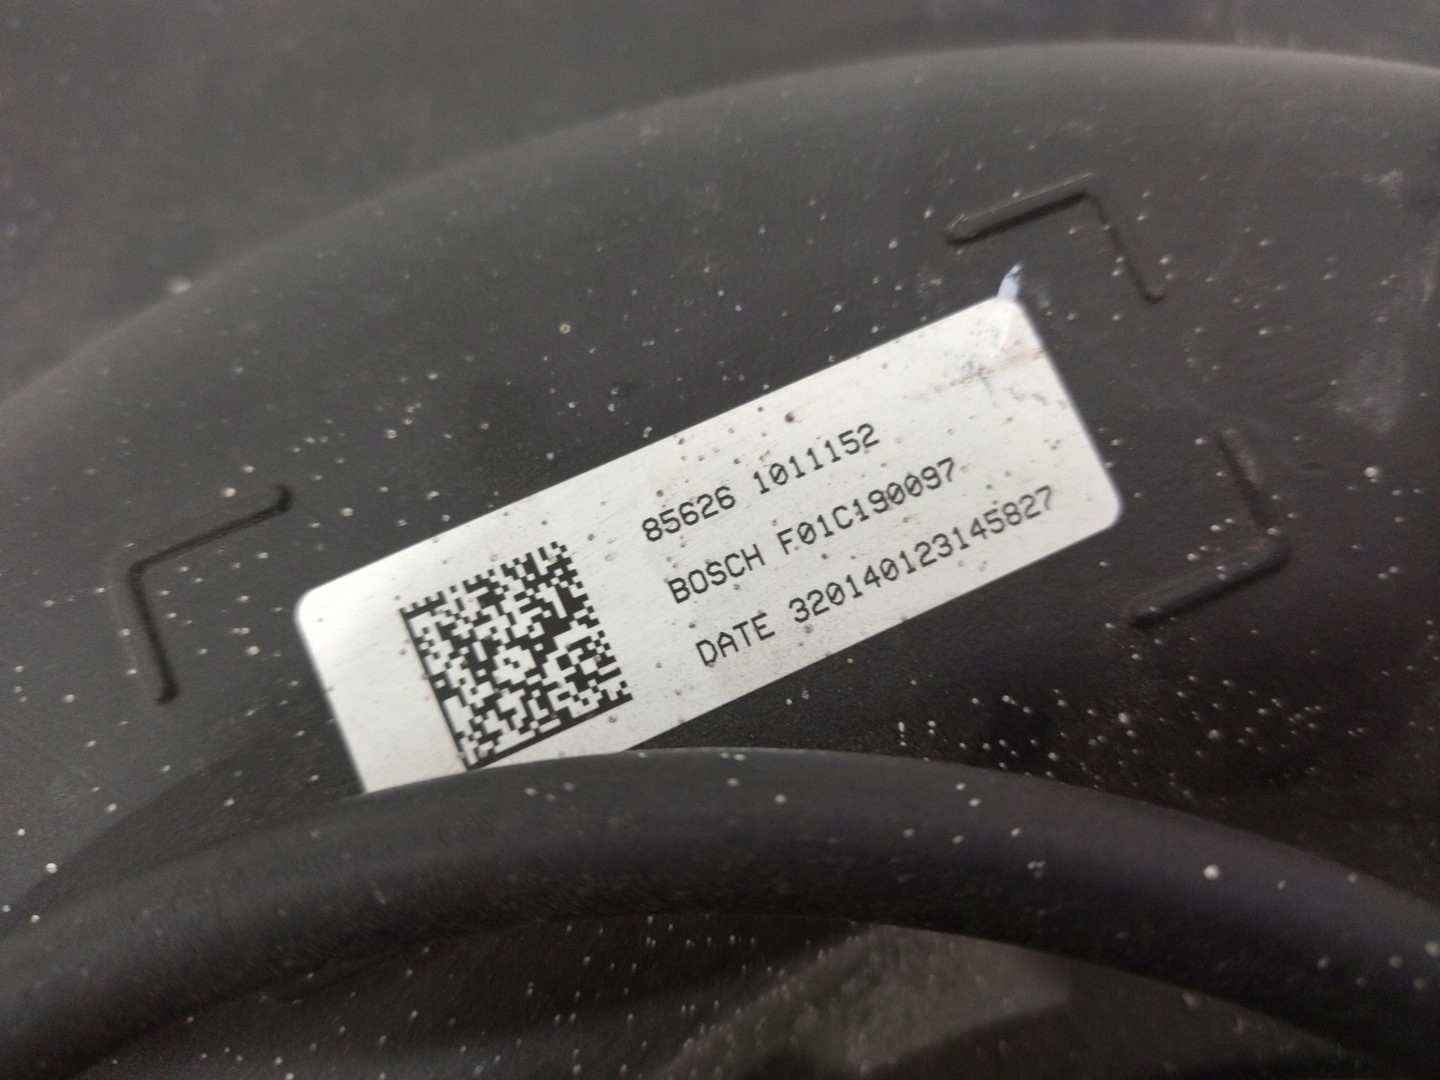 85626 1011152
BOSCH F01C190097
DATE 320140123145827